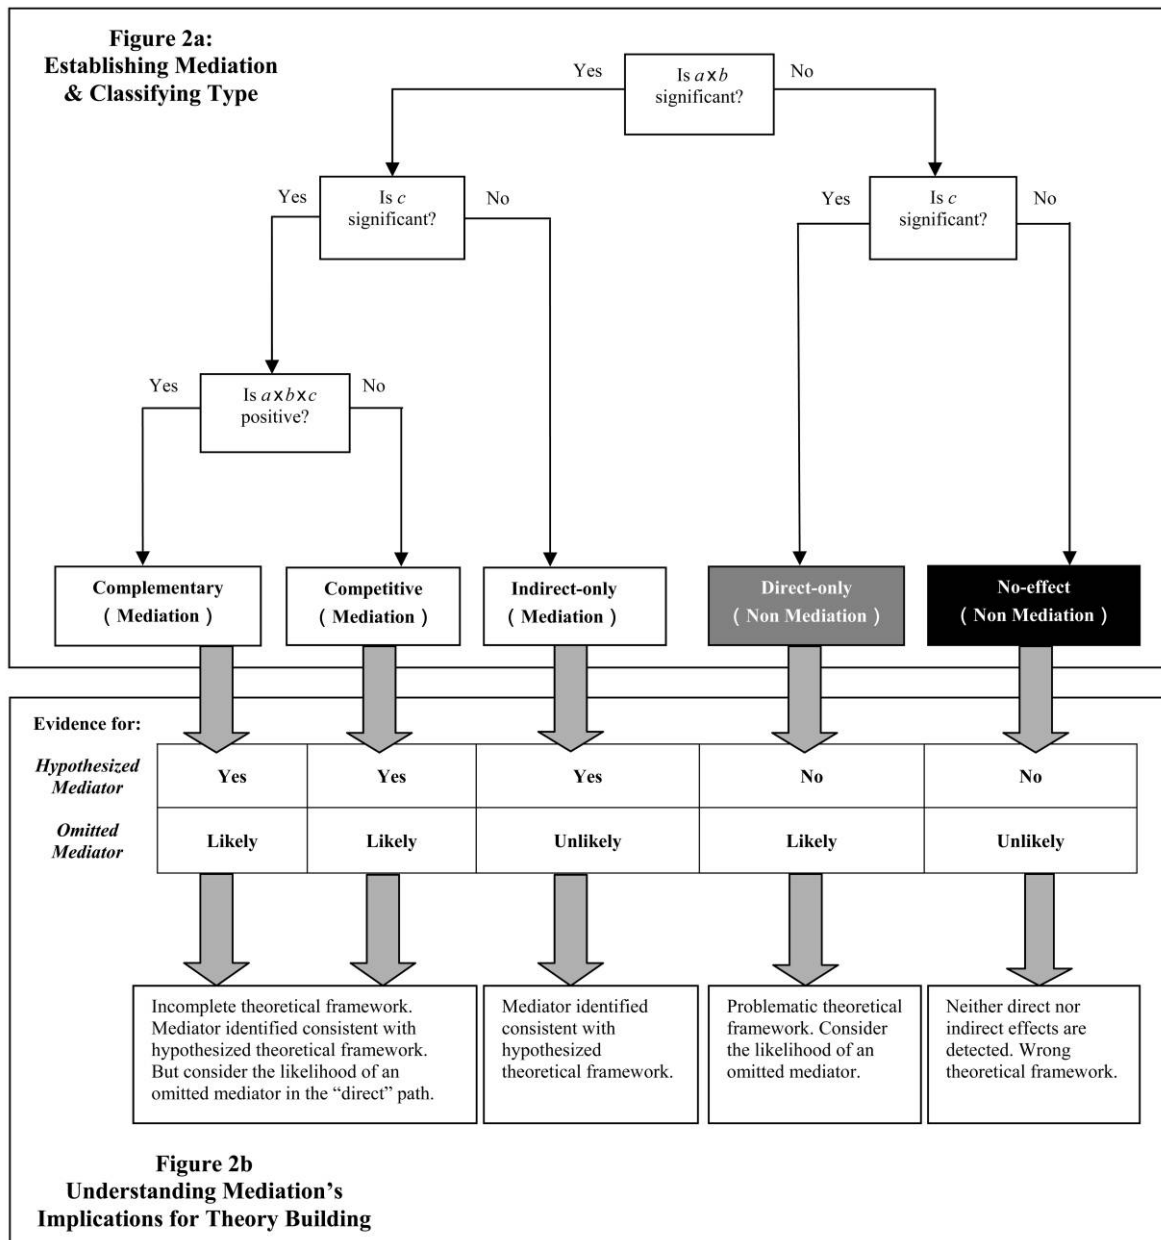 Figure 2a:
Establishing Mediation
& Classifying Type
Yes
Is a x b
significant?
No
Yes
Is c
significant?
No
Yes
Is c
significant?
No
Yes
Is a x b x c
positive?
No
Complementary
( Mediation )
Competitive
( Mediation )
Indirect-only
( Mediation )
Direct-only
( Non Mediation )
No-effect
( Non Mediation )
Evidence for:
Hypothesized
Mediator
Yes
Yes
Yes
No
No
Omitted
Mediator
Likely
Likely
Unlikely
Likely
Unlikely
Incomplete theoretical framework.
Mediator identified consistent with
hypothesized theoretical framework.
But consider the likelihood of an
omitted mediator in the “direct” path.
Mediator identified
consistent with
hypothesized
theoretical framework.
Problematic theoretical
framework. Consider
the likelihood of an
omitted mediator.
Neither direct nor
indirect effects are
detected. Wrong
theoretical framework.
Figure 2b
Understanding Mediation’s
Implications for Theory Building